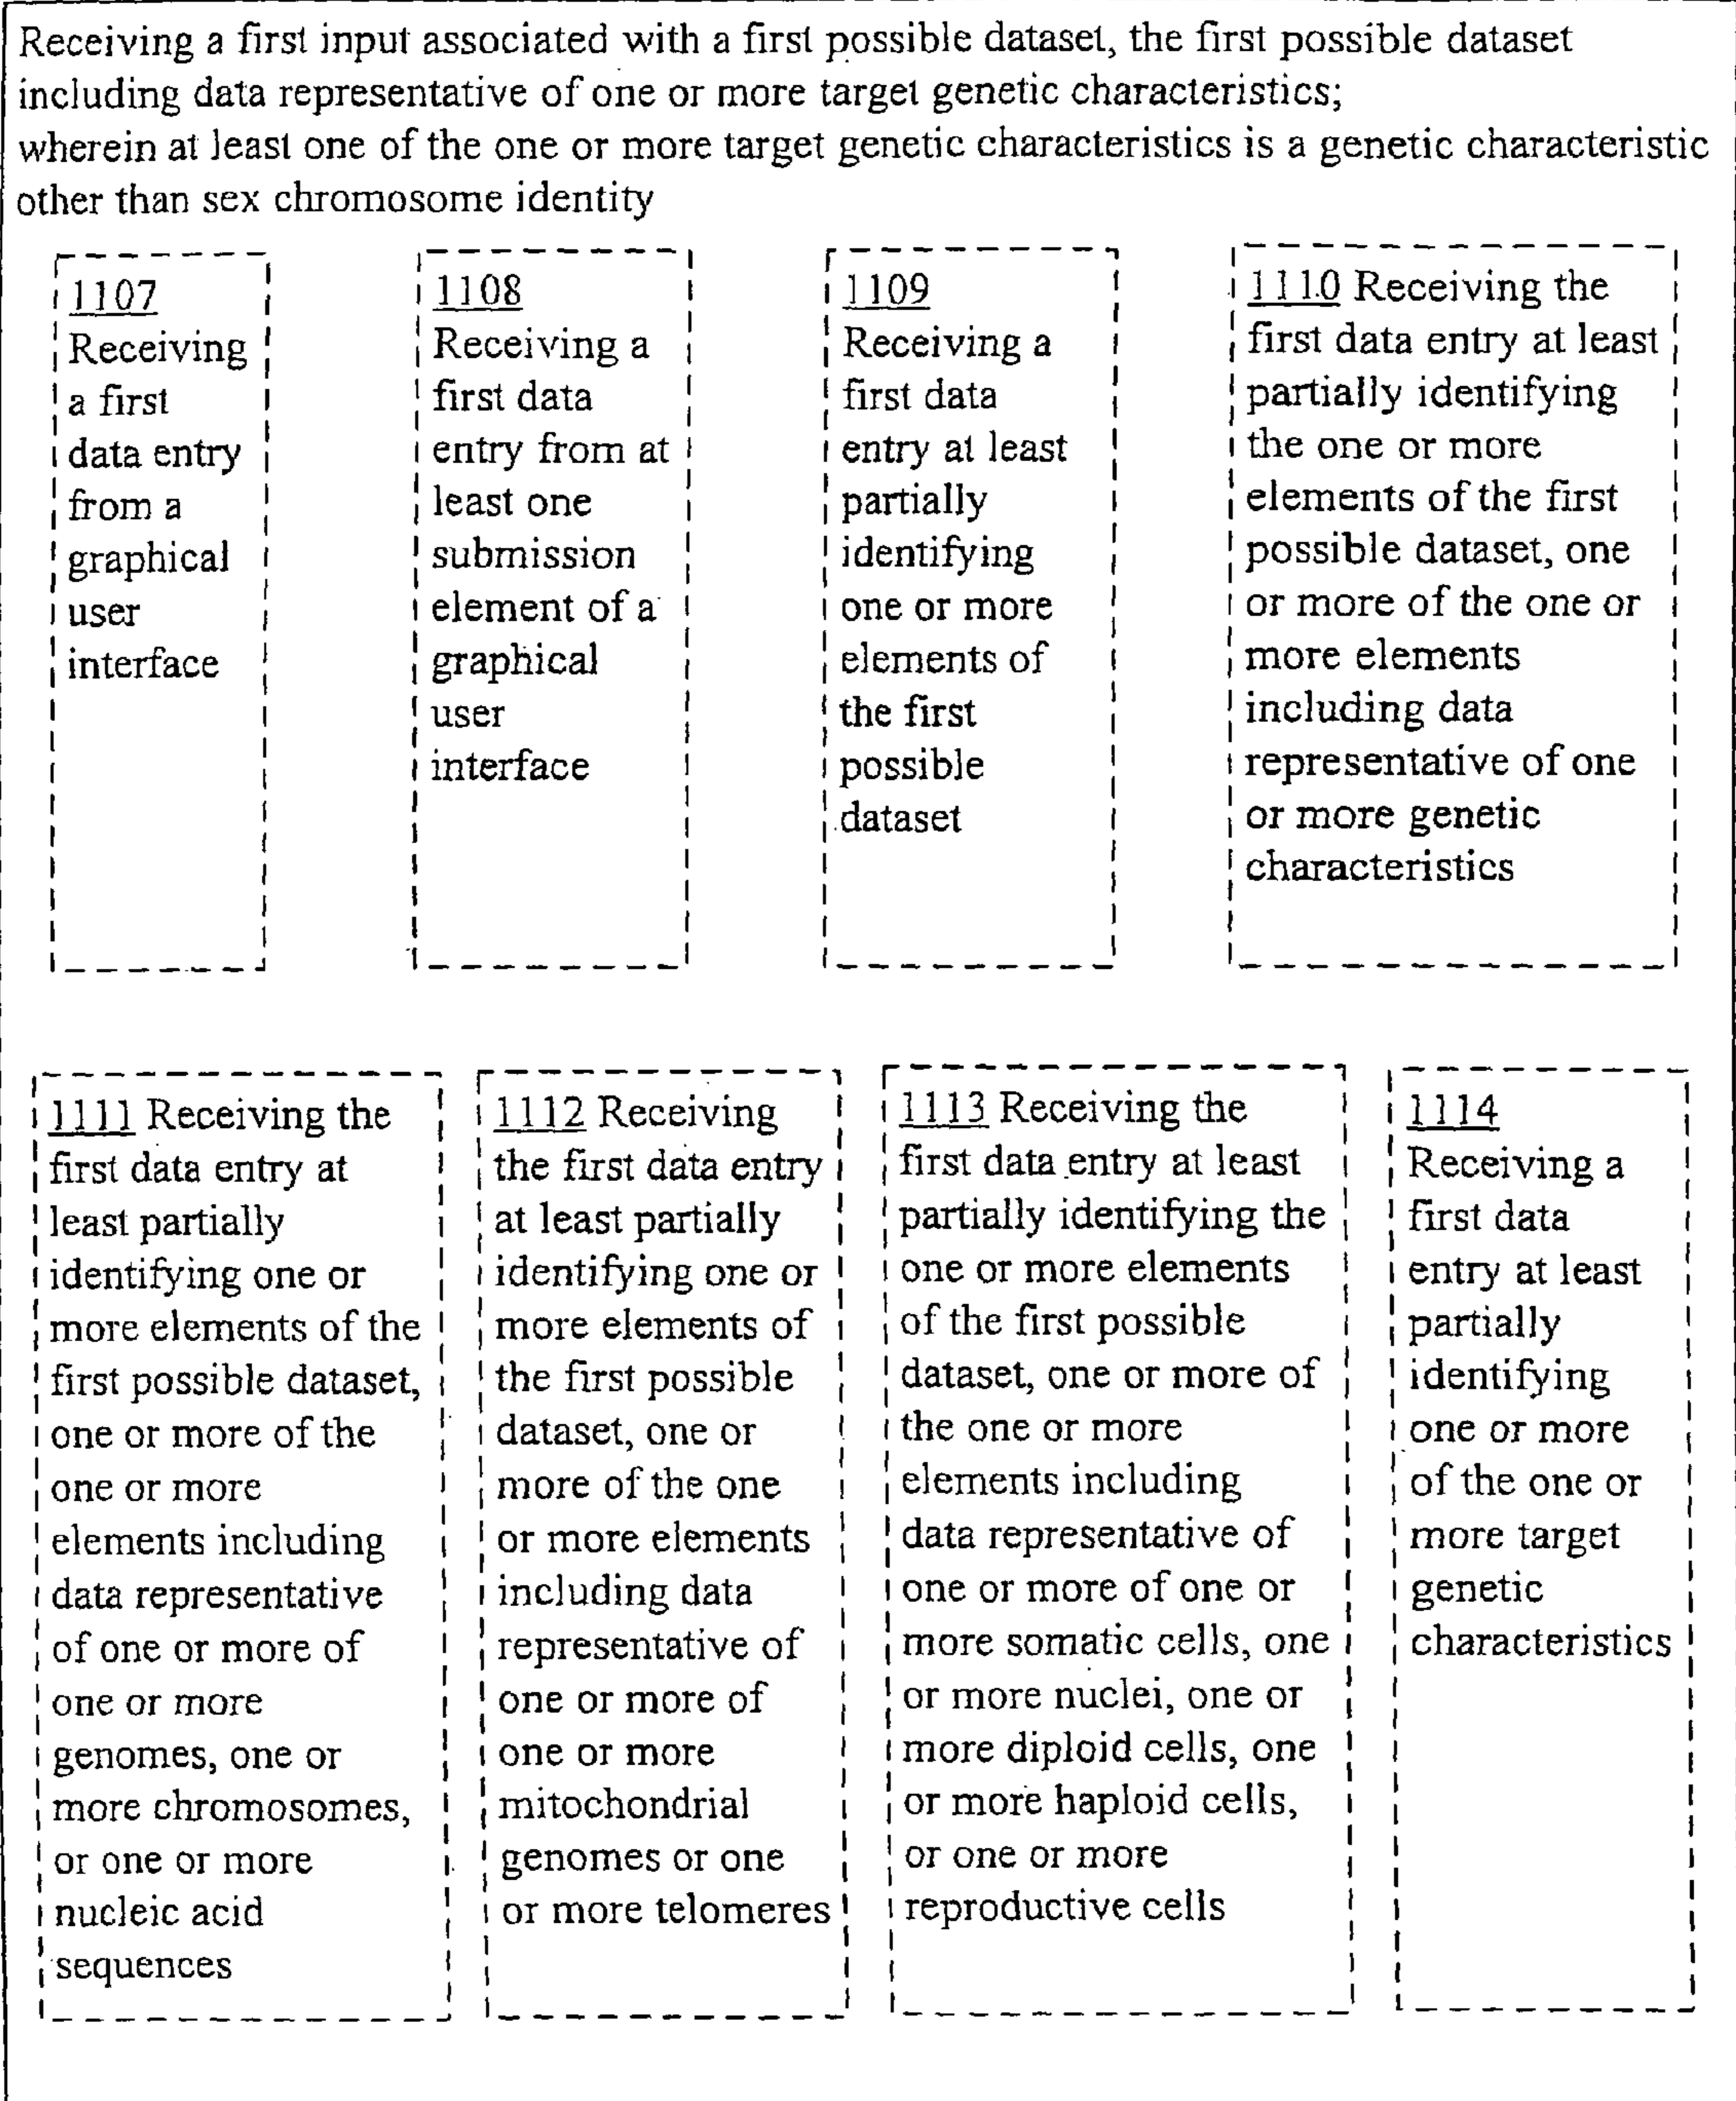 Receiving a first input associated with a first possible dataset, the first possible dataset
including data representative of one or more target genetic characteristics;
wherein at least one of the one or more target genetic characteristics is a genetic characteristic
other than sex chromosome identity
1107
Receiving
a first
data entry
from a
graphical
user
interface
1108
Receiving a
first data
entry from at
least one
submission
element of a
graphical
user
interface
1109
Receiving a
first data
entry at least
partially
identifying
one or more
elements of
the first
possible
dataset
1110 Receiving the
first data entry at least
partially identifying
the one or more
elements of the first
possible dataset, one
or more of the one or
more elements
including data
representative of one
or more genetic
characteristics
1111 Receiving the
first data entry at
least partially
identifying one or
more elements of the
first possible dataset,
one or more of the
one or more
elements including
data representative
of one or more of
one or more
genomes, one or
more chromosomes,
or one or more
nucleic acid
sequences
1112 Receiving
the first data entry
at least partially
identifying one or
more elements of
the first possible
dataset, one or
more of the one
or more elements
including data
representative of
one or more of
one or more
mitochondrial
genomes or one
or more telomeres
1113 Receiving the
first data entry at least
partially identifying the
one or more elements
of the first possible
dataset, one or more of
the one or more
elements including
data representative of
one or more of one or
more somatic cells, one
or more nuclei, one or
more diploid cells, one
or more haploid cells,
or one or more
reproductive cells
1114
Receiving a
first data
entry at least
partially
identifying
one or more
of the one or
more target
genetic
characteristics